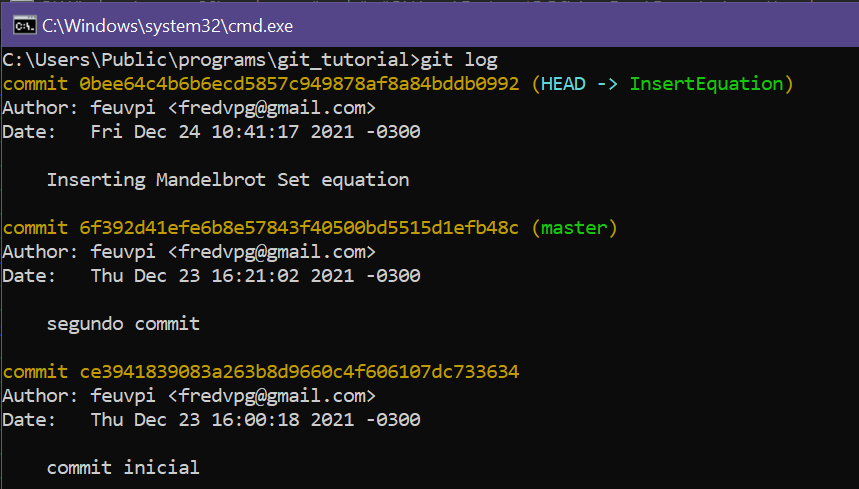 C:\Windows\system32\cmd.exe
C:\Users\Public\programs\git_tutorial>git log
commit 0bee64c4b6b6ecd5857c949878af8a84bddb0992 (HEAD -> InsertEquation)
Author: feuvpi <fredvpg@gmail.com>
Date:   Fri Dec 24 10:41:17 2021 -0300
Inserting Mandelbrot Set equation
commit 6f392d41efe6b8e57843f40500bd5515d1efb48c (master)
Author: feuvpi <fredvpg@gmail.com>
Date:   Thu Dec 23 16:21:02 2021 -0300
segundo commit
commit ce3941839083a263b8d9660c4f606107dc733634
Author: feuvpi <fredvpg@gmail.com>
Date:   Thu Dec 23 16:00:18 2021 -0300
commit inicial